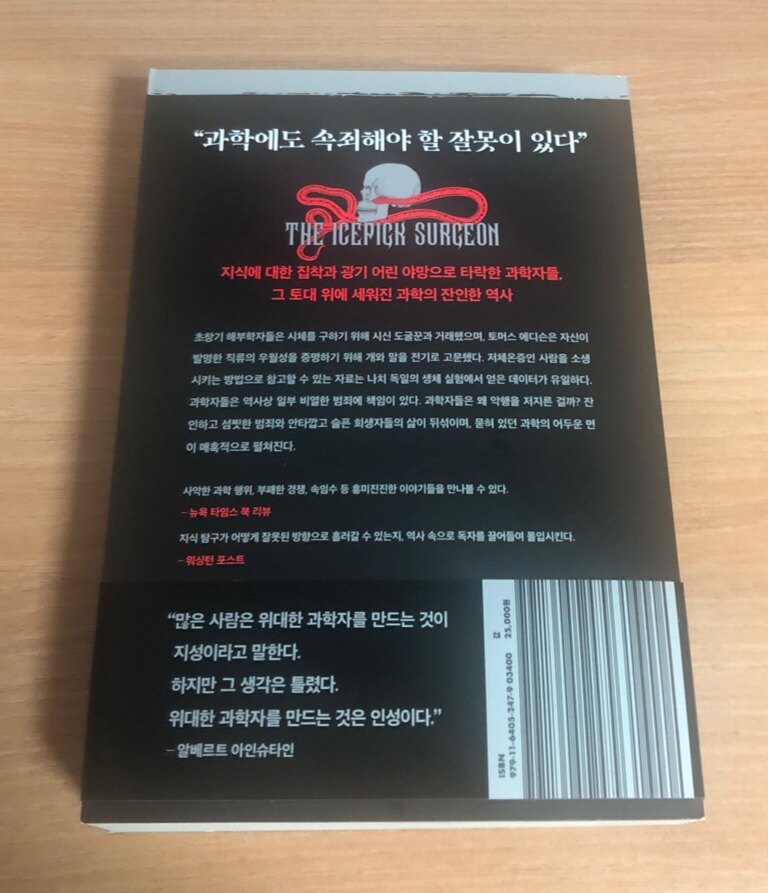 “과학에도 속죄해야 할 잘못이 있다”
THE ICEPICK SURGEON
지식에 대한 집착과 광기 어린 야망으로 타락한 과학자들,
그 토대 위에 세워진 과학의 잔인한 역사
초창기 해부학자들은 시체를 구하기 위해 시신 도굴꾼과 거래했으며, 토머스 에디슨은 자신이
발명한 직류의 우월성을 증명하기 위해 개와 말을 전기로 고문했다. 저체온증인 사람을 소생
시키는 방법으로 참고할 수 있는 자료는 나치 독일의 생체 실험에서 얻은 데이터가 유일하다.
과학자들은 역사상 일부 비열한 범죄에 책임이 있다. 과학자들은 왜 악행을 저지른 걸까? 잔
인하고 섬찟한 범죄와 안타깝고 슬픈 희생자들의 삶이 뒤섞이며, 묻혀 있던 과학의 어두운 면
이 매혹적으로 펼쳐진다.
사악한 과학 행위, 부패한 경쟁, 속임수 등 흥미진진한 이야기들을 만나볼 수 있다.
– 뉴욕 타임스 북 리뷰
지식 탐구가 어떻게 잘못된 방향으로 흘러갈 수 있는지, 역사 속으로 독자를 끌어들여 몰입시킨다.
– 워싱턴 포스트
“많은 사람은 위대한 과학자를 만드는 것이
지성이라고 말한다.
하지만 그 생각은 틀렸다.
위대한 과학자를 만드는 것은 인성이다.”
– 알베르트 아인슈타인
값 25,000원
ISBN 979-11-6405-247-9 03400